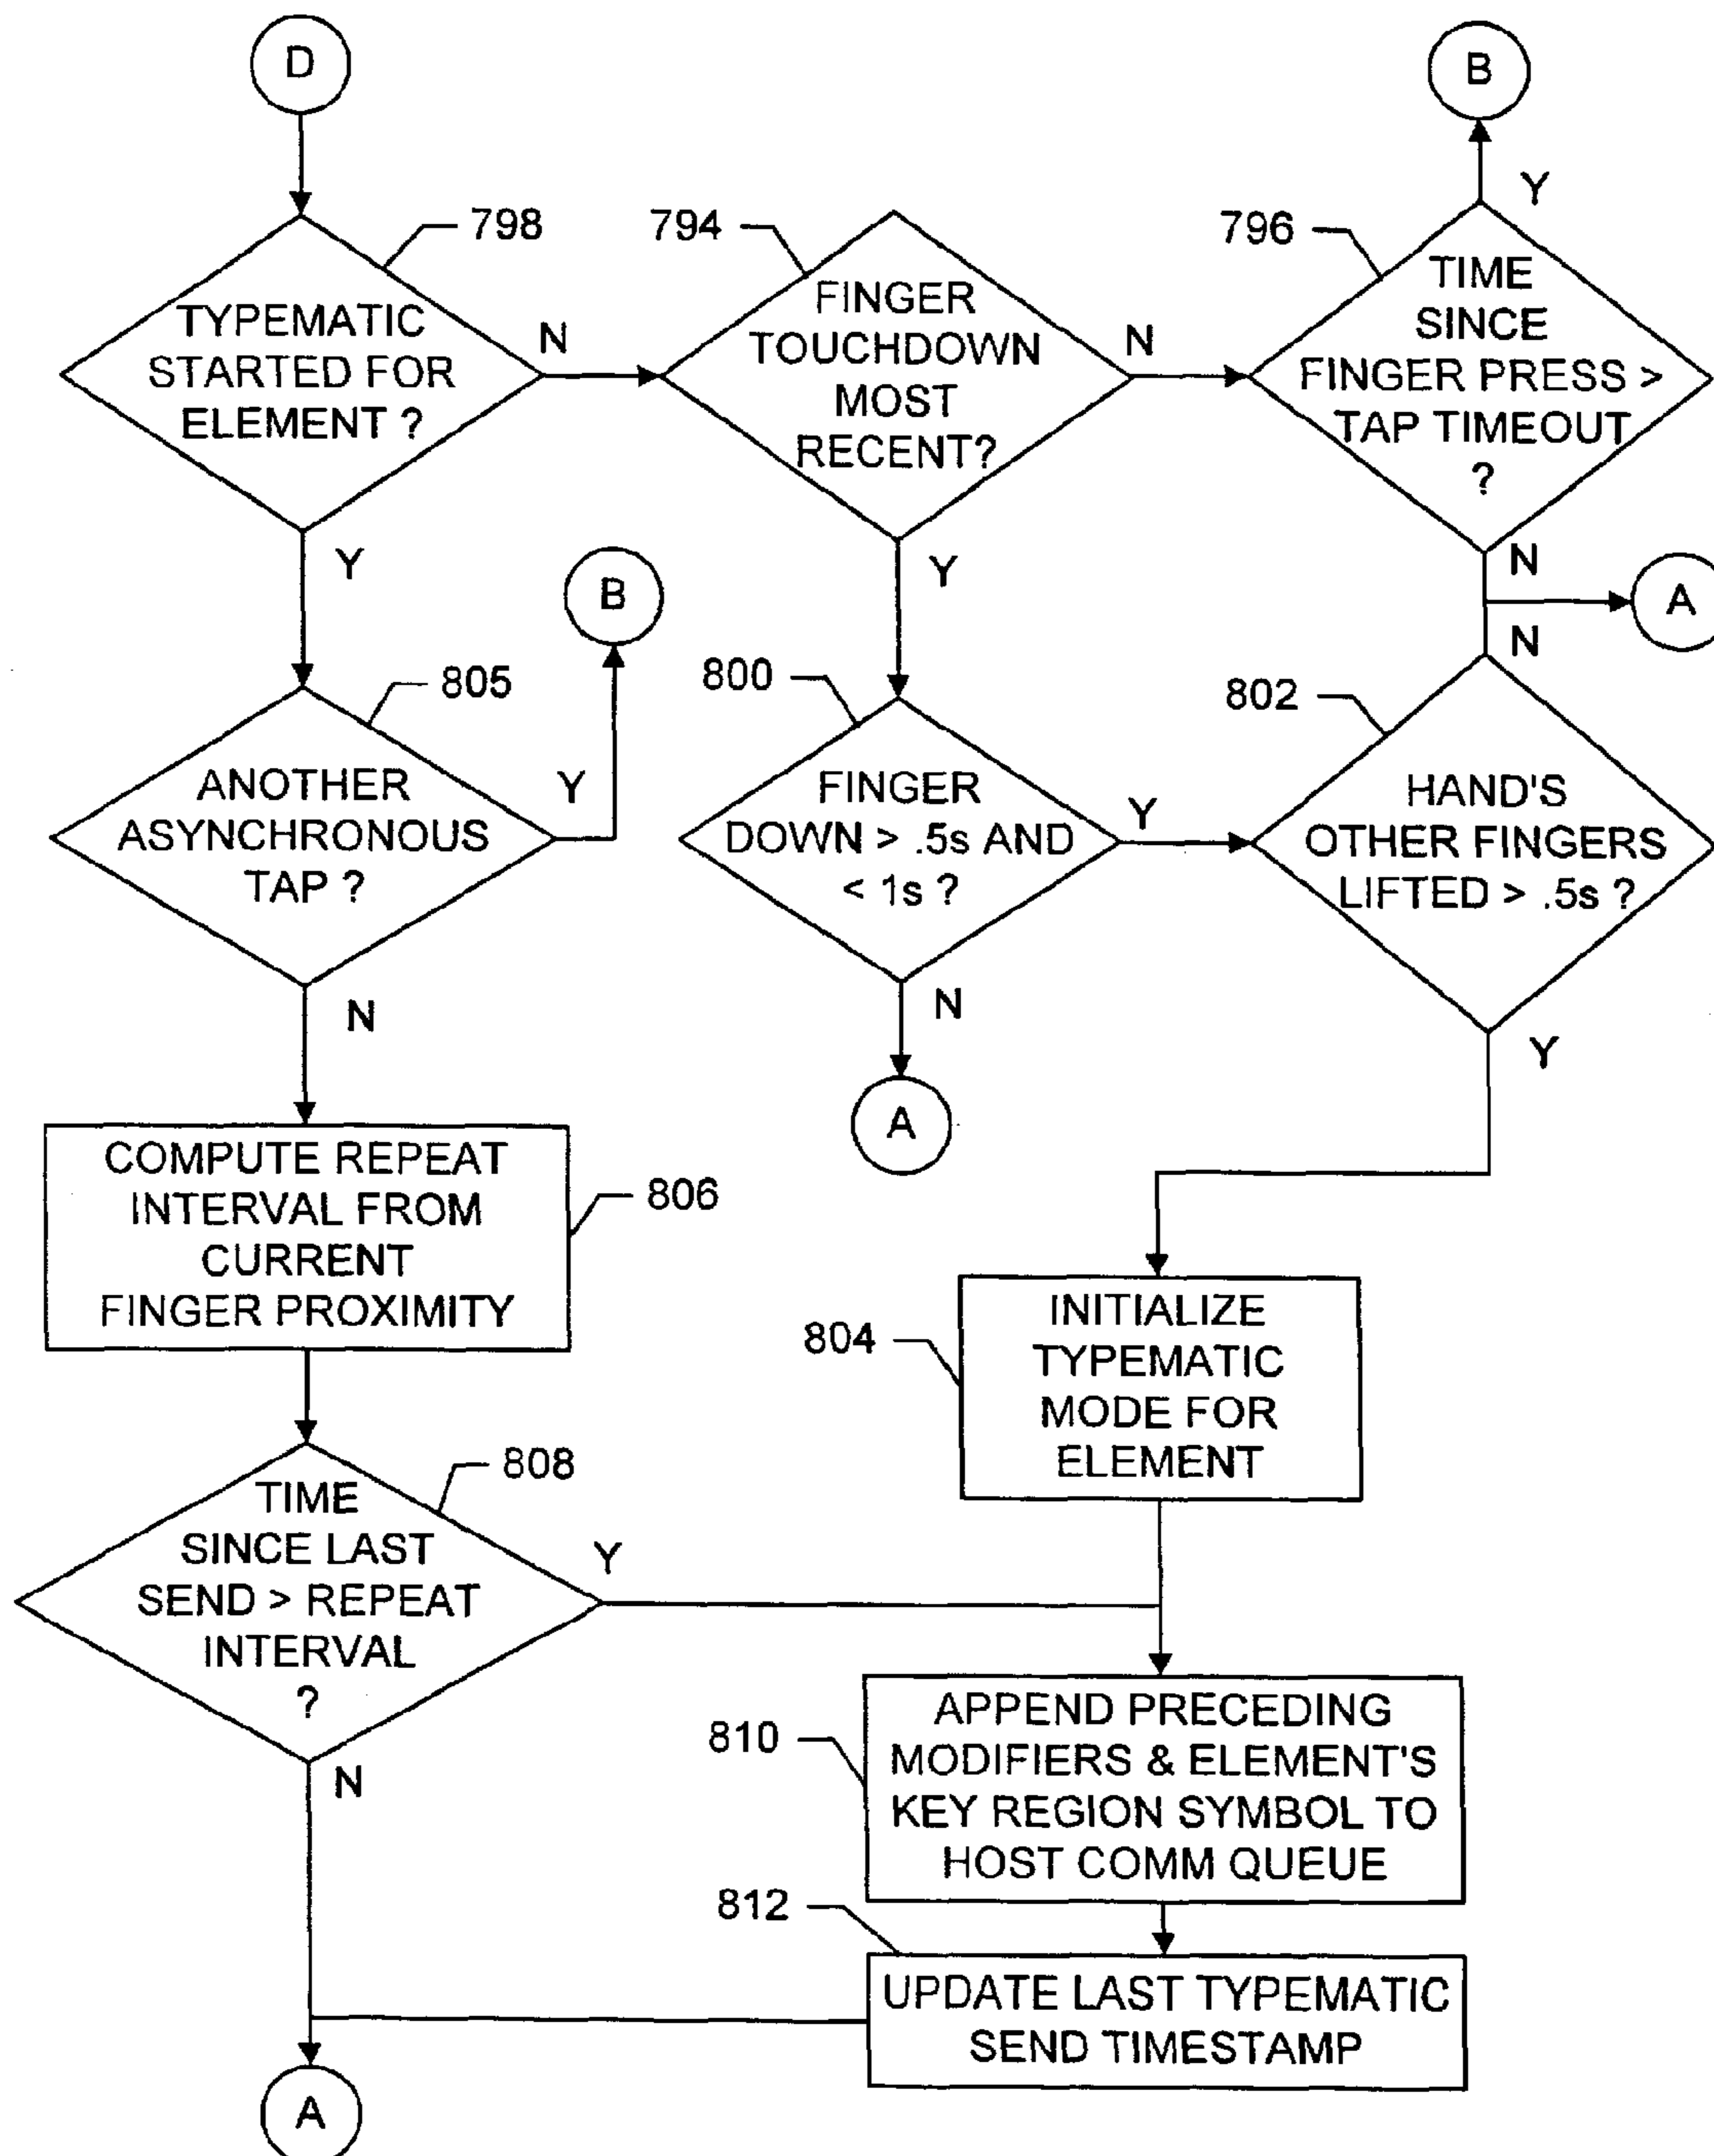 D
B
798
794
796
TYPEMATIC
STARTED FOR
ELEMENT ?
N
Y
FINGER
TOUCHDOWN
MOST
RECENT?
N
Y
Y
TIME
SINCE
FINGER PRESS >
TAP TIMEOUT
?
N
A
N
B
805
800
802
ANOTHER
ASYNCHRONOUS
TAP ?
Y
N
FINGER
DOWN > .5s AND
< 1s ?
Y
N
A
HAND'S
OTHER FINGERS
LIFTED > .5s ?
Y
COMPUTE REPEAT
INTERVAL FROM
CURRENT
FINGER PROXIMITY
806
804
INITIALIZE
TYPEMATIC
MODE FOR
ELEMENT
808
TIME
SINCE LAST
SEND > REPEAT
INTERVAL
?
Y
N
810
APPEND PRECEDING
MODIFIERS & ELEMENT'S
KEY REGION SYMBOL TO
HOST COMM QUEUE
812
UPDATE LAST TYPEMATIC
SEND TIMESTAMP
A